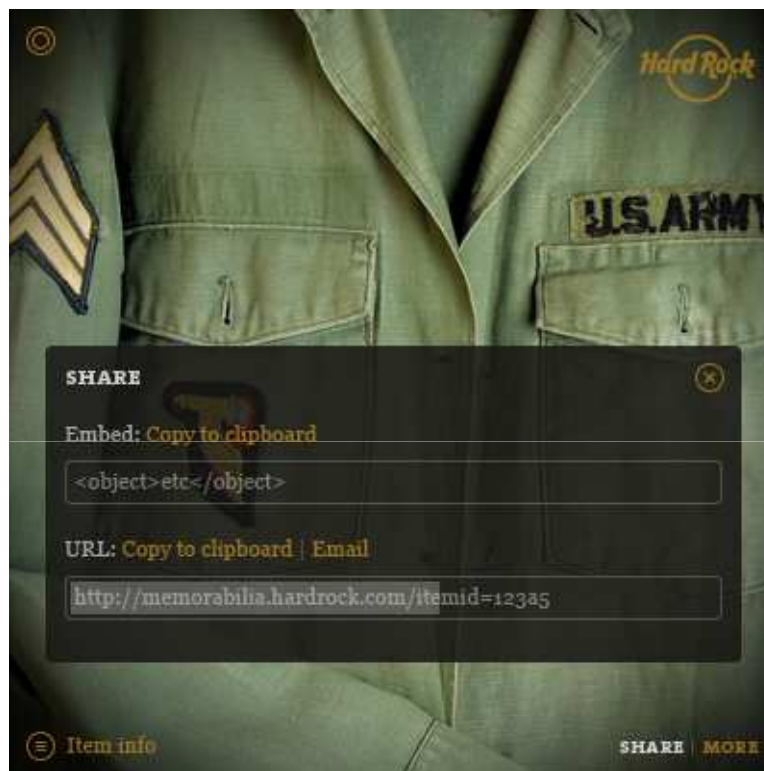 Hard Rock
U.S. ARMY
SHARE
Embed: Copy to clipboard
<object>etc</object>
URL: Copy to clipboard | Email
http://memorabilia.hardrock.com/itemid=123a5
Item info
SHARE | MORE